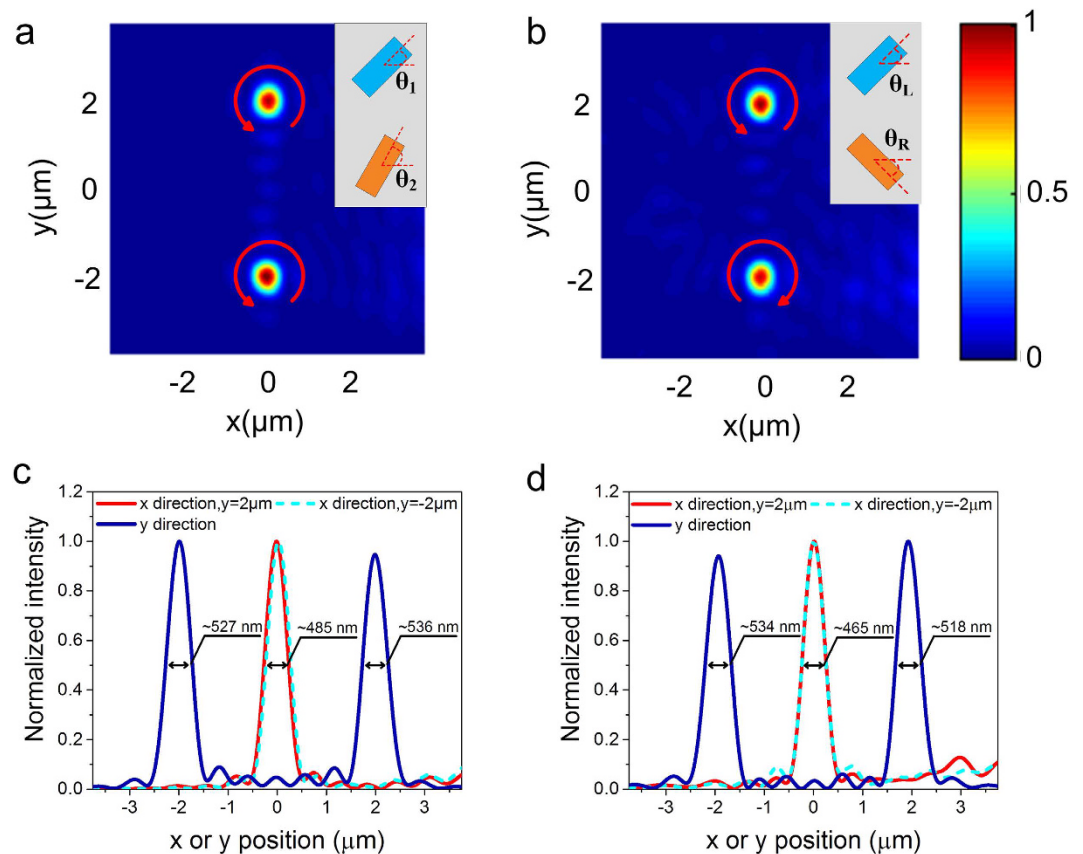 a
b
θ1
θ2
θL
θR
2
0
-2
y(μm)
-2 0 2
x(μm)
2
0
-2
y(μm)
-2 0 2
x(μm)
1
0.5
0
c
d
x direction,y=2μm
x direction,y=-2μm
y direction
1.2
1.0
0.8
0.6
0.4
0.2
0.0
Normalized intensity
~527 nm
~485 nm
~536 nm
-3 -2 -1 0 1 2 3
x or y position (μm)
x direction,y=2μm
x direction,y=-2μm
y direction
1.2
1.0
0.8
0.6
0.4
0.2
0.0
Normalized intensity
~534 nm
~465 nm
~518 nm
-3 -2 -1 0 1 2 3
x or y position (μm)